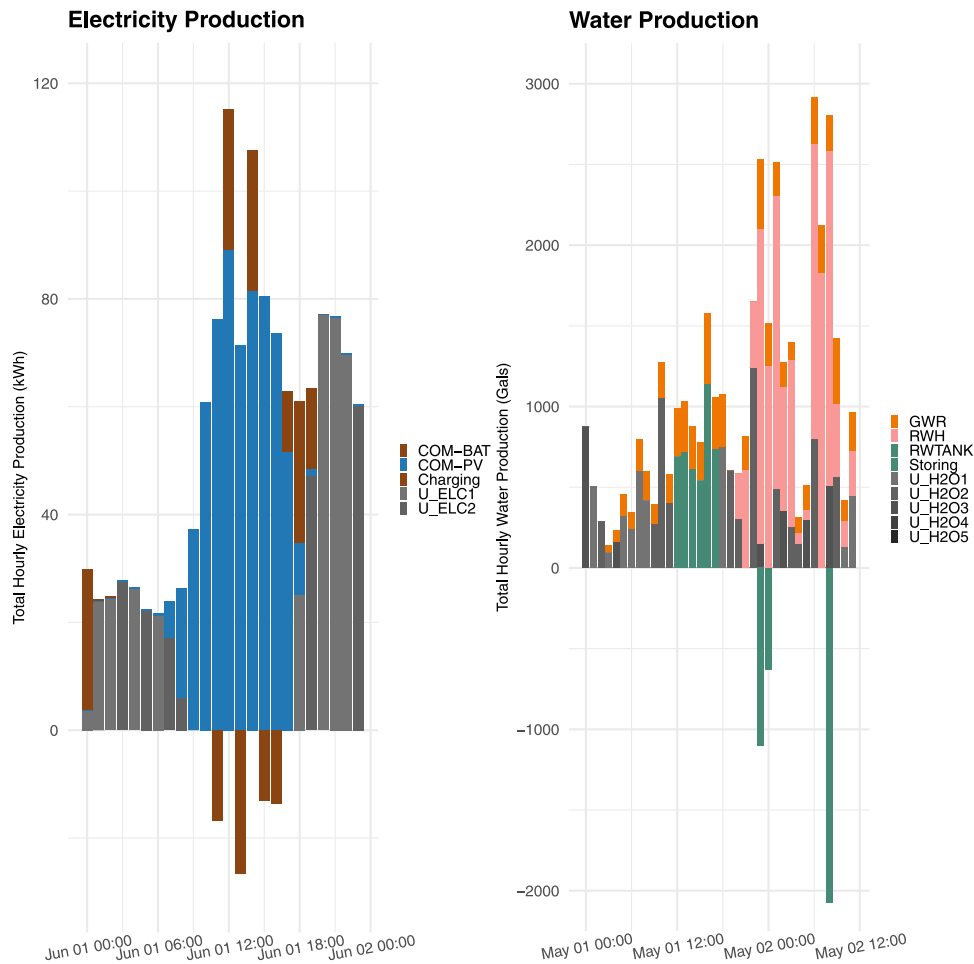 Electricity Production
Total Hourly Electricity Production (kWh)
120
80
40
0
Jun 01 00:00
Jun 01 06:00
Jun 01 12:00
Jun 01 18:00
Jun 02 00:00
COM−BAT
COM−PV
Charging
U_ELC1
U_ELC2
Water Production
Total Hourly Water Production (Gals)
3000
2000
1000
0
−1000
−2000
May 01 00:00
May 01 12:00
May 02 00:00
May 02 12:00
GWR
RWH
RWTANK
Storing
U_H2O1
U_H2O2
U_H2O3
U_H2O4
U_H2O5